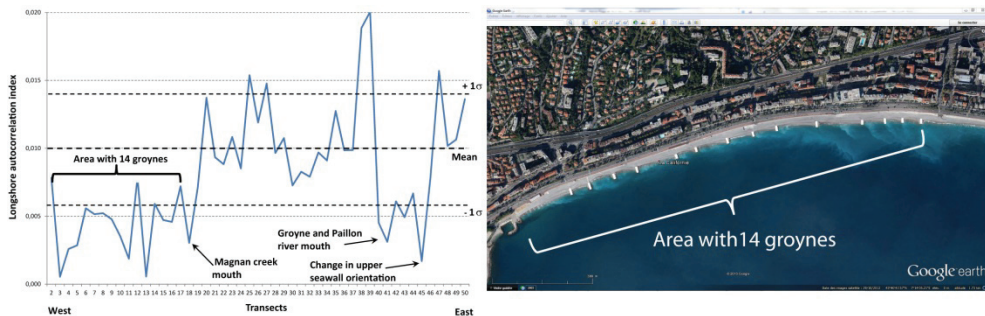 0,020
0,015
0,010
0,005
0,000
Longshore autocorrelation index
+ 1σ
Mean
- 1σ
Area with 14 groynes
Magnan creek
mouth
Groyne and Paillon
river mouth
Change in upper
seawall orientation
2 3 4 5 6 7 8 9 10 11 12 13 14 15 16 17 18 19 20 21 22 23 24 25 26 27 28 29 30 31 32 33 34 35 36 37 38 39 40 41 42 43 44 45 46 47 48 49 50
West
Transects
East
Area with14 groynes
Google earth